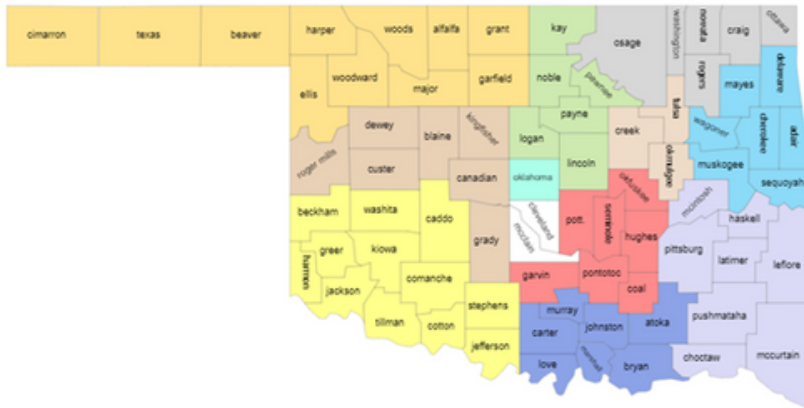 cimarron
texas
beaver
harper
woods
alfalfa
grant
kay
osage
washington
nowata
craig
ottawa
ellis
woodward
major
garfield
noble
pawnee
rogers
mayes
delaware
roger mills
dewey
blaine
kingfisher
logan
payne
creek
tulsa
wagoner
cherokee
adair
custer
canadian
oklahoma
lincoln
okmulgee
muskogee
sequoyah
beckham
washita
caddo
grady
mcclain
cleveland
pott.
seminole
okfuskee
hughes
mcintosh
haskell
pittsburg
latimer
leflore
harmon
greer
kiowa
comanche
jackson
tillman
cotton
stephens
jefferson
garvin
pontotoc
coal
murray
carter
johnston
atoka
love
marshall
bryan
pushmataha
choctaw
mccurtain